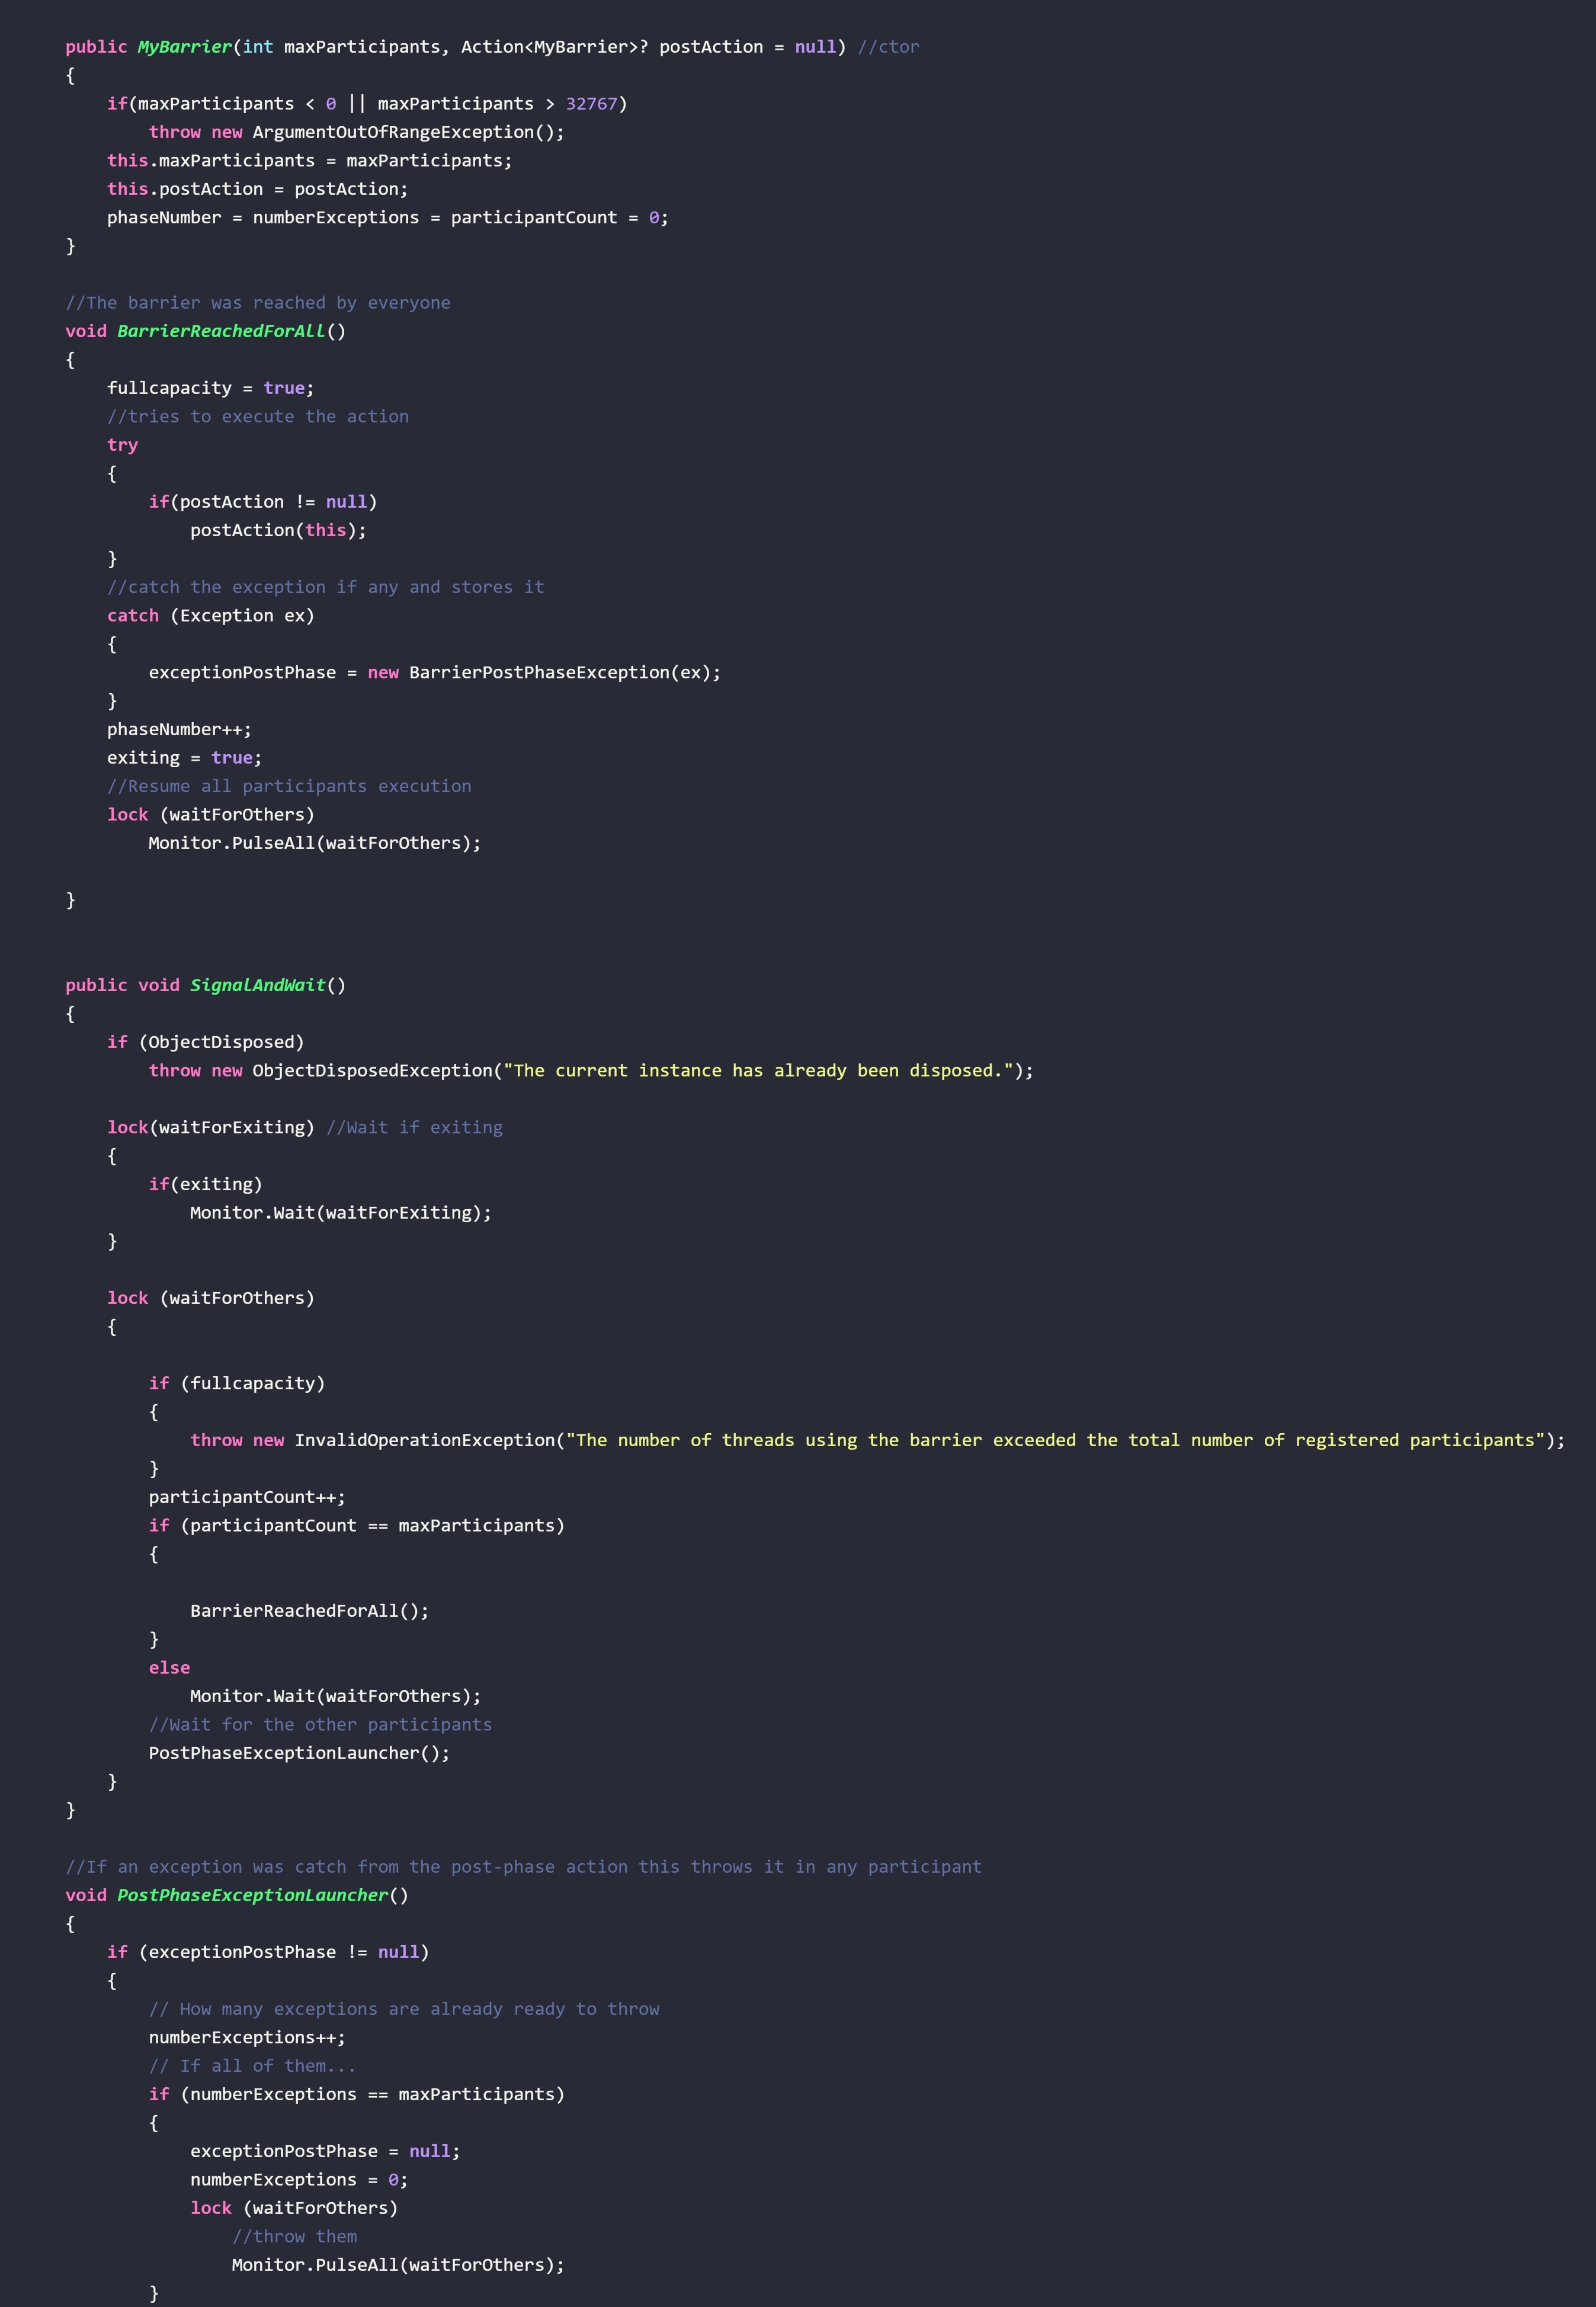 public MyBarrier(int maxParticipants, Action<MyBarrier>? postAction = null) //ctor
{
if(maxParticipants < 0 || maxParticipants > 32767)
throw new ArgumentOutOfRangeException();
this.maxParticipants = maxParticipants;
this.postAction = postAction;
phaseNumber = numberExceptions = participantCount = 0;
}
//The barrier was reached by everyone
void BarrierReachedForAll()
{
fullcapacity = true;
//tries to execute the action
try
{
if(postAction != null)
postAction(this);
}
//catch the exception if any and stores it
catch (Exception ex)
{
exceptionPostPhase = new BarrierPostPhaseException(ex);
}
phaseNumber++;
exiting = true;
//Resume all participants execution
lock (waitForOthers)
Monitor.PulseAll(waitForOthers);
}
public void SignalAndWait()
{
if (ObjectDisposed)
throw new ObjectDisposedException("The current instance has already been disposed.");
lock(waitForExiting) //Wait if exiting
{
if(exiting)
Monitor.Wait(waitForExiting);
}
lock (waitForOthers)
{
if (fullcapacity)
{
throw new InvalidOperationException("The number of threads using the barrier exceeded the total number of registered participants");
}
participantCount++;
if (participantCount == maxParticipants)
{
BarrierReachedForAll();
}
else
Monitor.Wait(waitForOthers);
//Wait for the other participants
PostPhaseExceptionLauncher();
}
}
//If an exception was catch from the post-phase action this throws it in any participant
void PostPhaseExceptionLauncher()
{
if (exceptionPostPhase != null)
{
// How many exceptions are already ready to throw
numberExceptions++;
// If all of them...
if (numberExceptions == maxParticipants)
{
exceptionPostPhase = null;
numberExceptions = 0;
lock (waitForOthers)
//throw them
Monitor.PulseAll(waitForOthers);
}